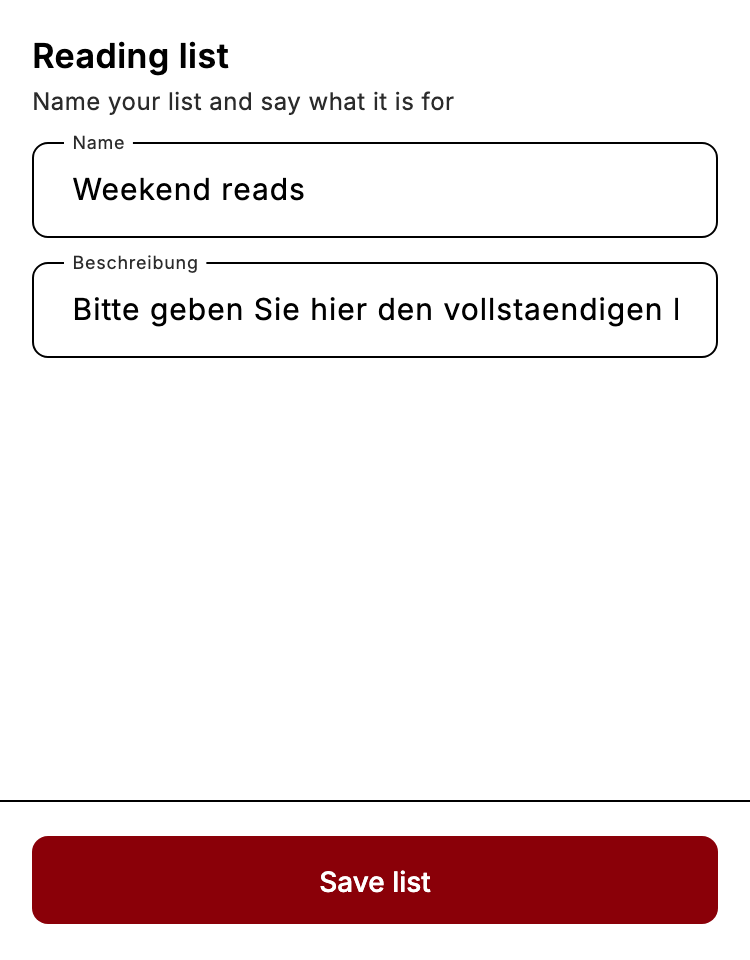 Reading list
Name your list and say what it is for
Name
Weekend reads
Beschreibung
Bitte geben Sie hier den vollstaendigen
Save list